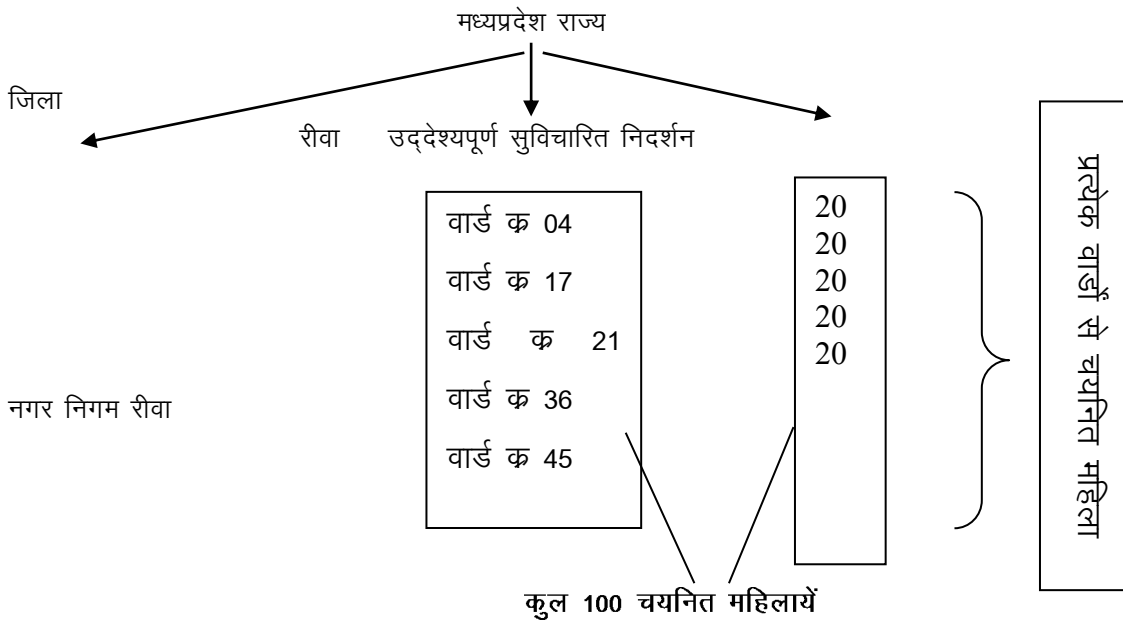 मध्यप्रदेश राज्य
जिला
रीवा उद्देश्यपूर्ण सुविचारित निदर्शन
वार्ड क्र 04
वार्ड क्र 17
वार्ड क्र 21
वार्ड क्र 36
वार्ड क्र 45
20
20
20
20
20
प्रत्येक वार्डों से चयनित महिला
नगर निगम रीवा
कुल 100 चयनित महिलायें